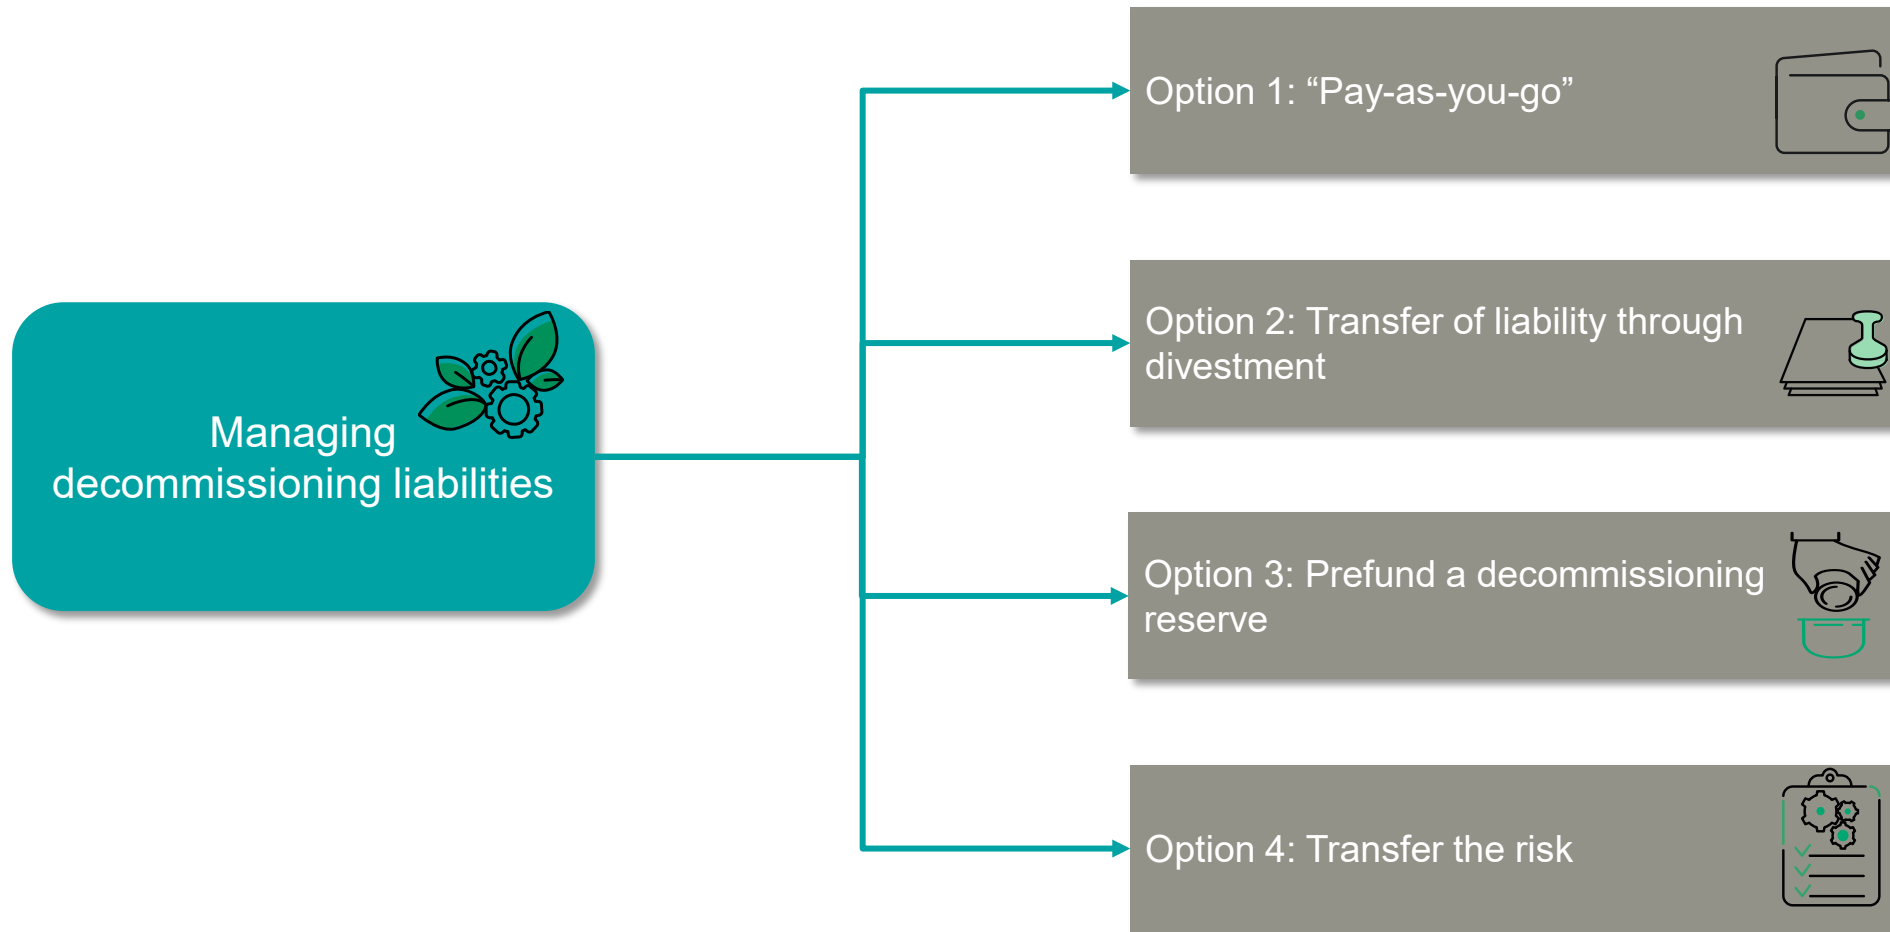 Managing
decommissioning liabilities
Option 1: “Pay-as-you-go”
Option 2: Transfer of liability through
divestment
Option 3: Prefund a decommissioning
reserve
Option 4: Transfer the risk